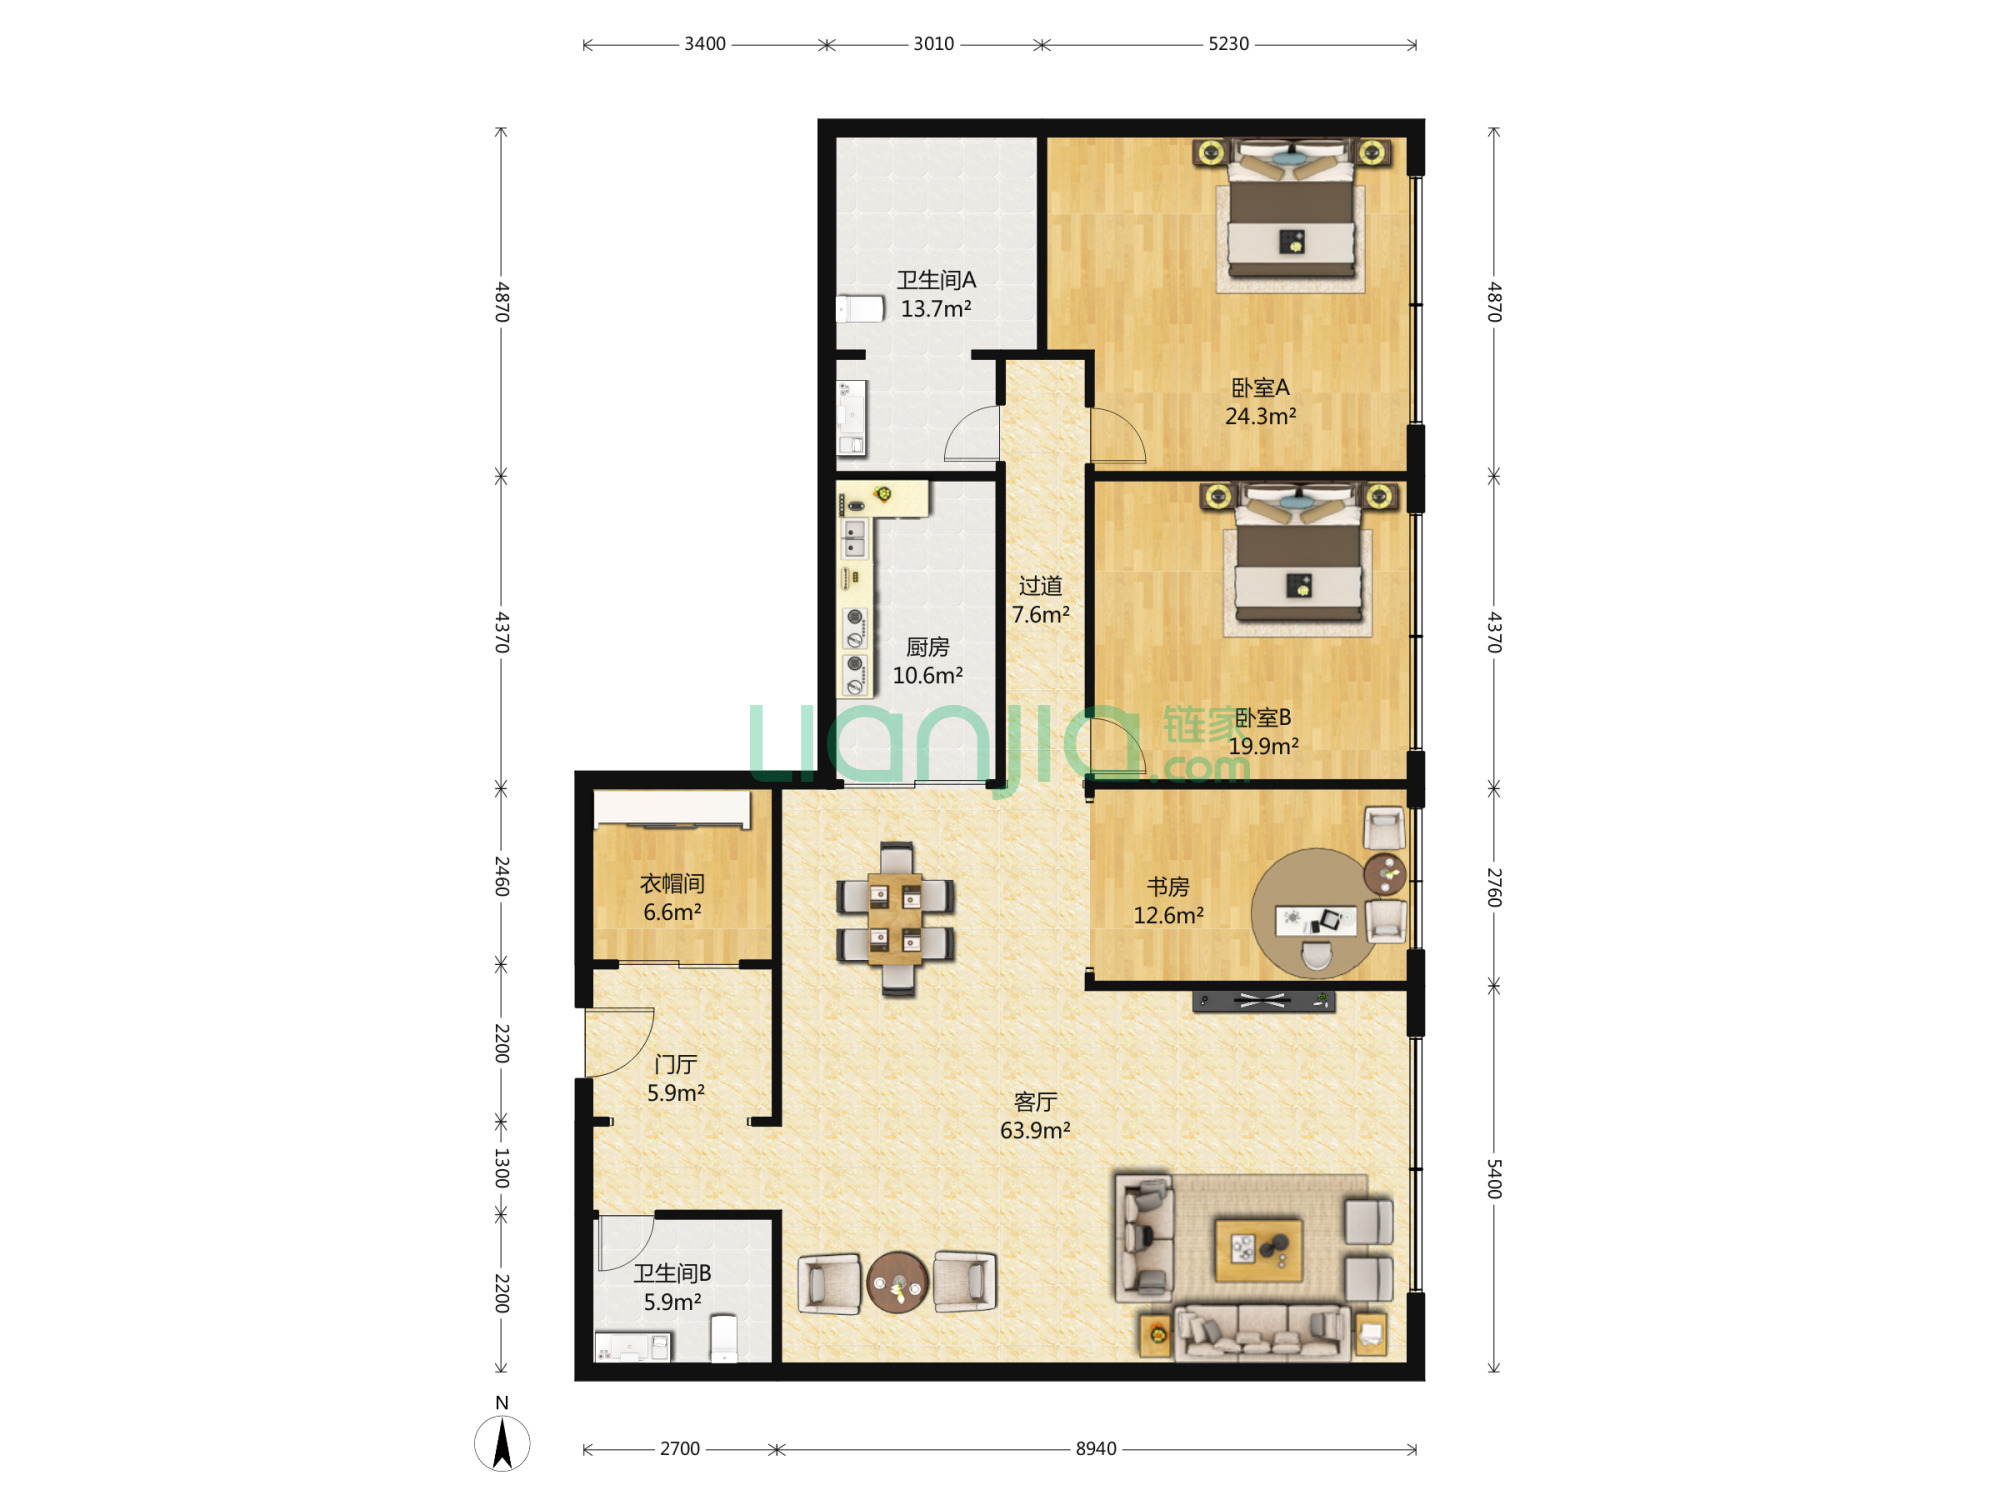 3400
3010
5230
4870
4370
2460
2200
1300
2200
4870
4370
2760
5400
卫生间A
13.7m²
卧室A
24.3m²
过道
7.6m²
厨房
10.6m²
卧室B
19.9m²
lianjia 链家
.com
衣帽间
6.6m²
书房
12.6m²
门厅
5.9m²
客厅
63.9m²
卫生间B
5.9m²
N
2700
8940